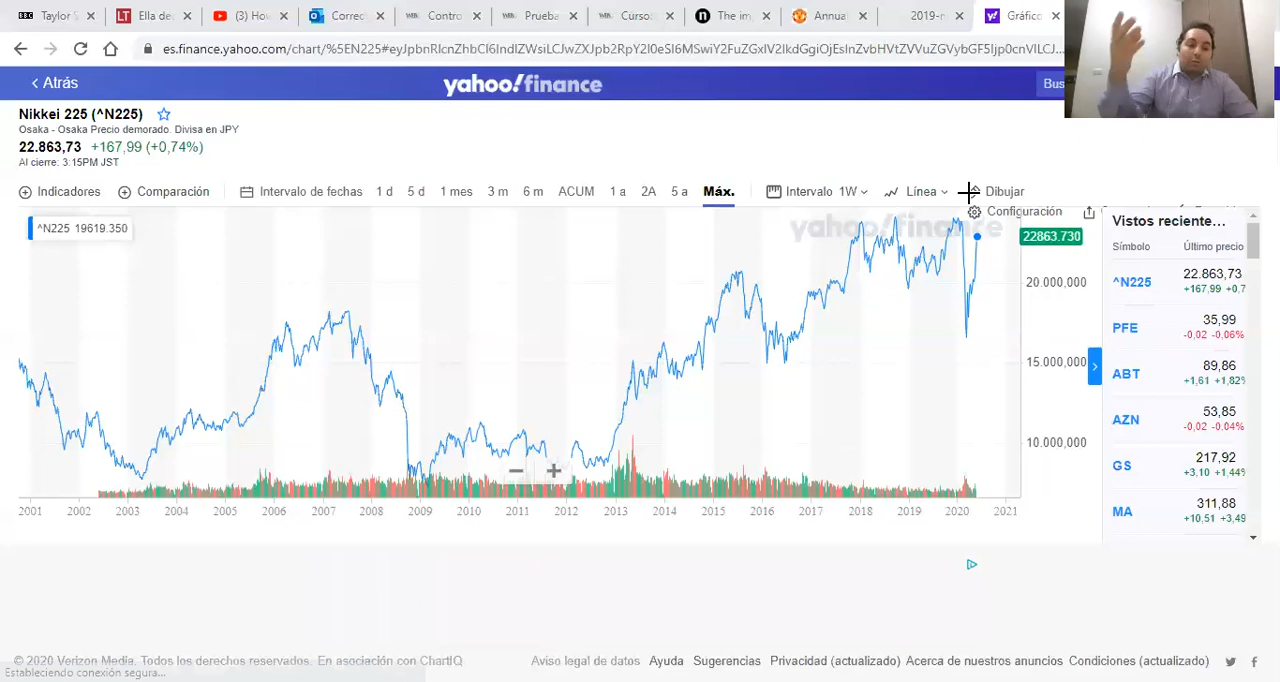 BBC Taylor S
LT Ella de
(3) Ho
Correc
Contro
Prueba
Curso:
The im
Annua
2019-n
Gráfico
es.finance.yahoo.com/chart/%5EN225#
Atrás
yahoo!finance
Bus
Nikkei 225 (^N225)
Osaka - Osaka Precio demorado. Divisa en JPY
22.863,73 +167,99 (+0,74%)
Al cierre: 3:15PM JST
Indicadores Comparación Intervalo de fechas 1 d 5 d 1 mes 3 m 6 m ACUM 1 a 2A 5 a Máx. Intervalo 1W Línea Dibujar
Configuración
^N225 19619.350
yahoo!finance
22863.730
20.000,000
15.000,000
10.000,000
2001 2002 2003 2004 2005 2006 2007 2008 2009 2010 2011 2012 2013 2014 2015 2016 2017 2018 2019 2020 2021
Vistos reciente...
Símbolo Último precio
^N225 22.863,73
+167,99 +0,7
PFE 35,99
-0,02 -0,06%
ABT 89,86
+1,61 +1,82%
AZN 53,85
-0,02 -0.04%
GS 217,92
+3,10 +1,44%
MA 311,88
+10,51 +3,49
© 2020 Verizon Media. Todos los derechos reservados. En asociación con ChartIQ
Aviso legal de datos Ayuda Sugerencias Privacidad (actualizado) Acerca de nuestros anuncios Condiciones (actualizado)
Estableciendo conexión segura...